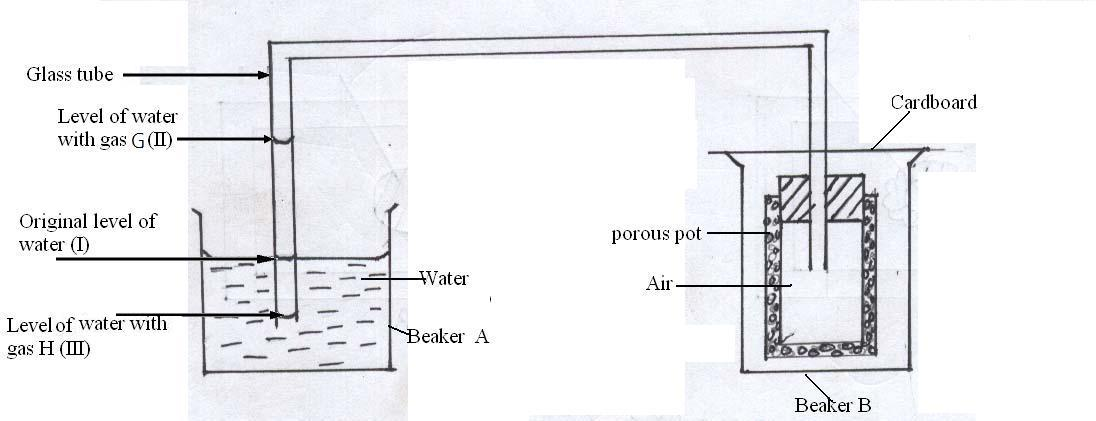 Glass tube
Level of water
with gas G (II)
Original level of
water (I)
Level of water with
gas H (III)
Water
Beaker A
Cardboard
porous pot
Air
Beaker B